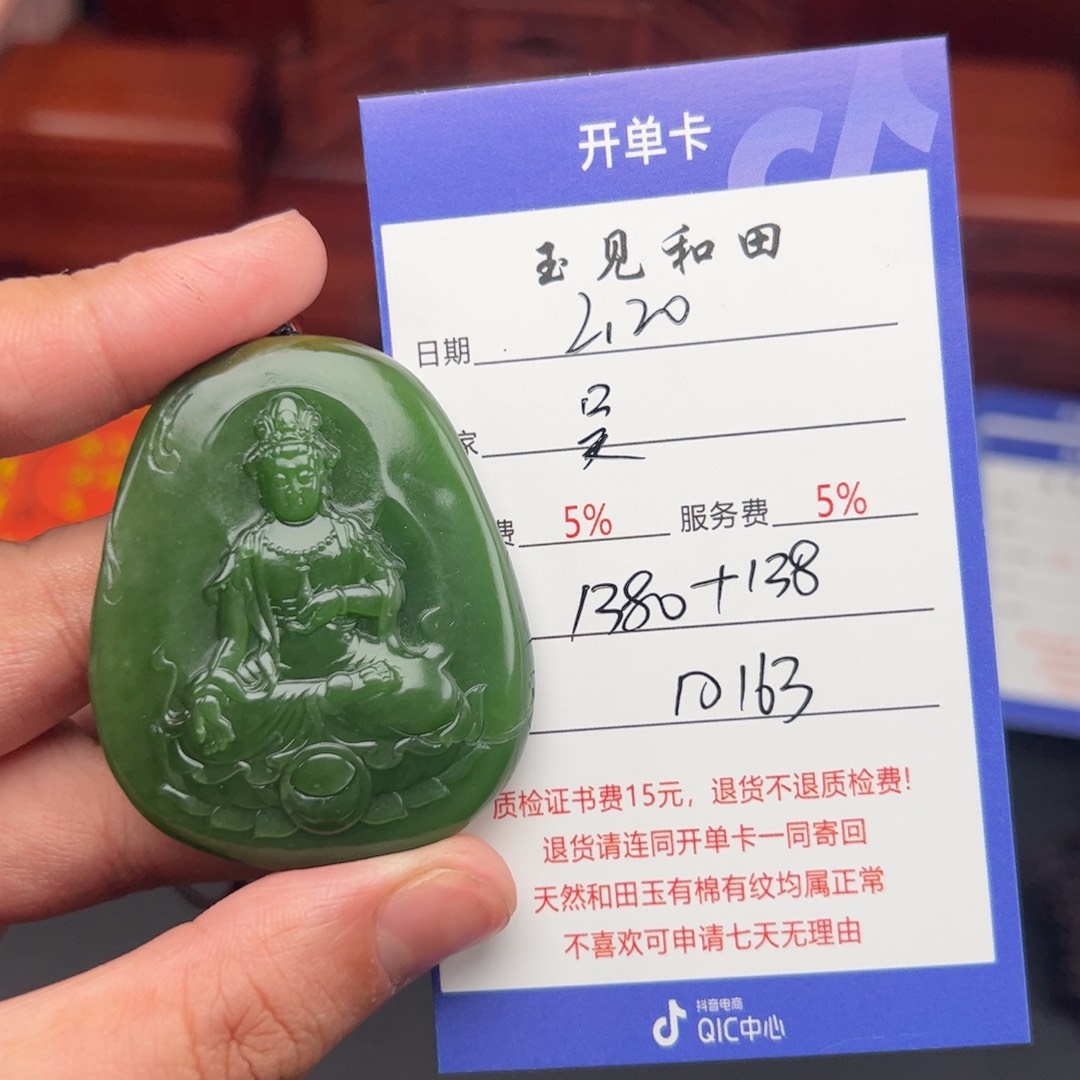 开单卡
玉见和田
日期 2.20
家 吴
费 5% 服务费 5%
1380+138
163
质检证书费15元，退货不退质检费！
退货请连同开单卡一同寄回
天然和田玉有棉有纹均属正常
不喜欢可申请七天无理由
抖音电商
QIC中心